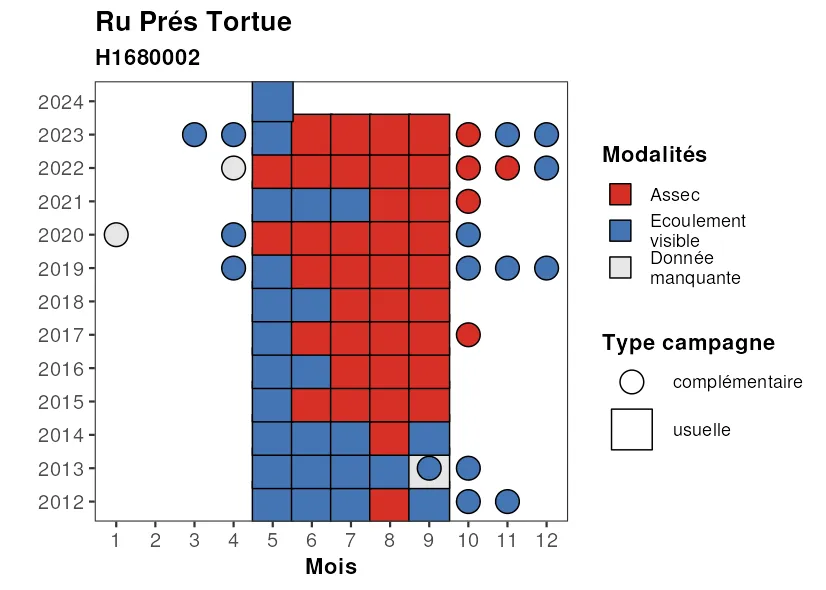 Ru Prés Tortue
H1680002
2024
2023
2022
2021
2020
2019
2018
2017
2016
2015
2014
2013
2012
1 2 3 4 5 6 7 8 9 10 11 12
Mois
Modalités
Assec
Ecoulement
visible
Donnée
manquante
Type campagne
complémentaire
usuelle